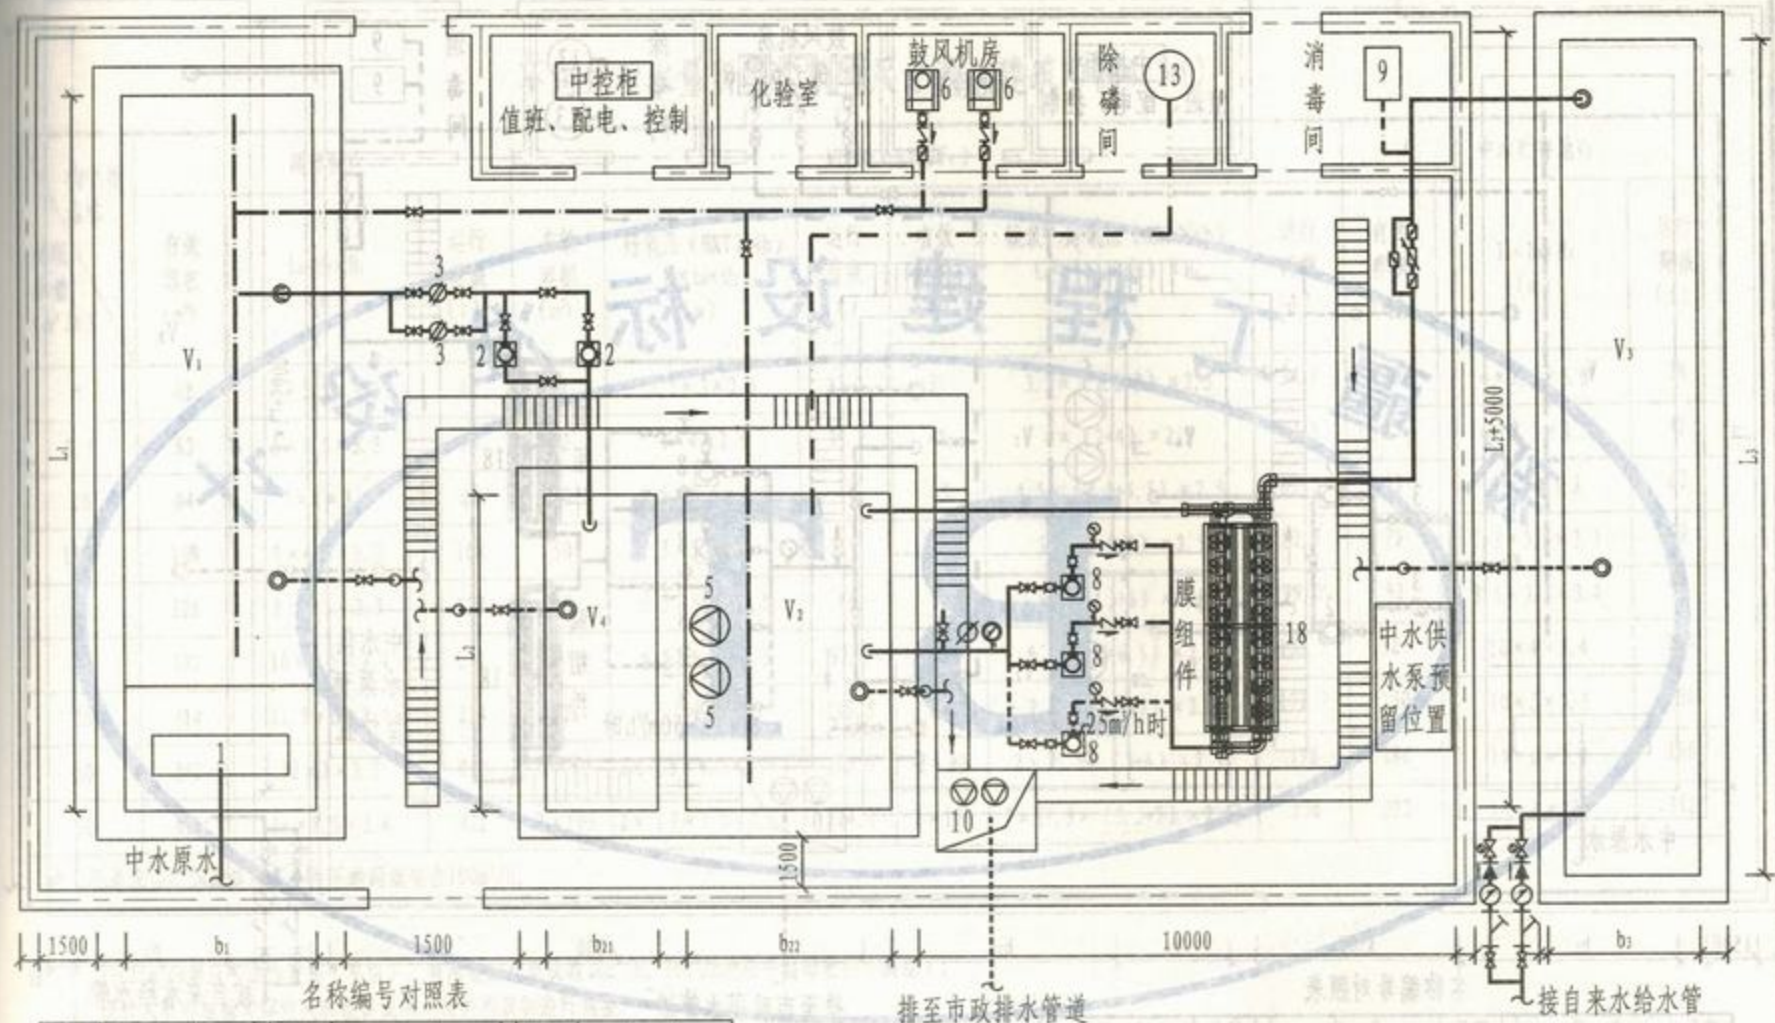 中控柜
值班、配电、控制
化验室
鼓风机房
6
6
除磷间
13
消毒间
9
3
3
2
2
V₁
V₃
L₁
L₂+5000
L₃
V₄
V₂
5
5
8
8
8
膜组件
18
25m³/h时
中水供
水泵预
留位置
10
中水原水
1
1500
1500
b₁
1500
b₂₁
b₂₂
10000
b₃
名称编号对照表
排至市政排水管道
接自来水给水管